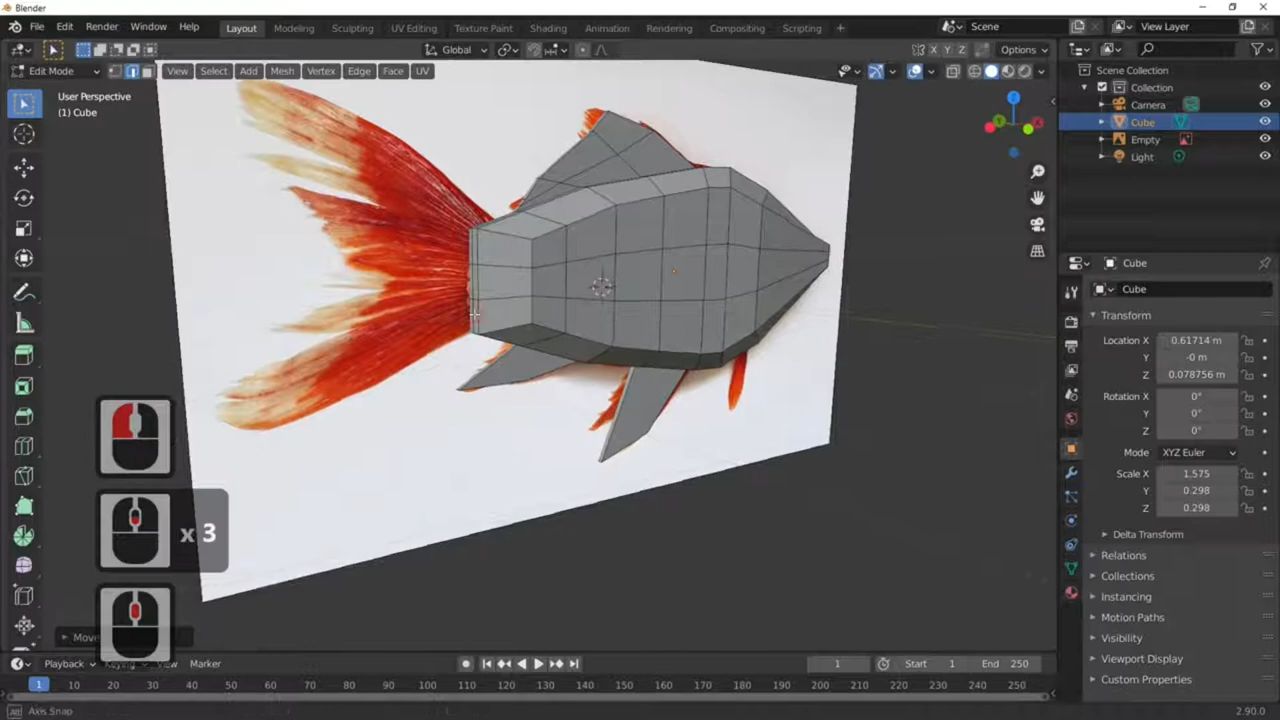 Blender
File Edit Render Window Help
Layout Modeling Sculpting UV Editing Texture Paint Shading Animation Rendering Compositing Scripting +
Scene
View Layer
Global
X Y Z
Options
Edit Mode
View Select Add Mesh Vertex Edge Face UV
User Perspective
(1) Cube
Scene Collection
Collection
Camera
Cube
Empty
Light
Cube
Cube
Transform
Location X 0.61714 m
Y -0 m
Z 0.078756 m
Rotation X 0°
Y 0°
Z 0°
Mode XYZ Euler
Scale X 1.575
Y 0.298
Z 0.298
Delta Transform
Relations
Collections
Instancing
Motion Paths
Visibility
Viewport Display
Custom Properties
x 3
Move
Playback Keying View Marker
1 Start 1 End 250
1 10 20 30 40 50 60 70 80 90 100 110 120 130 140 150 160 170 180 190 200 210 220 230 240 250
Axis Snap
2.90.0